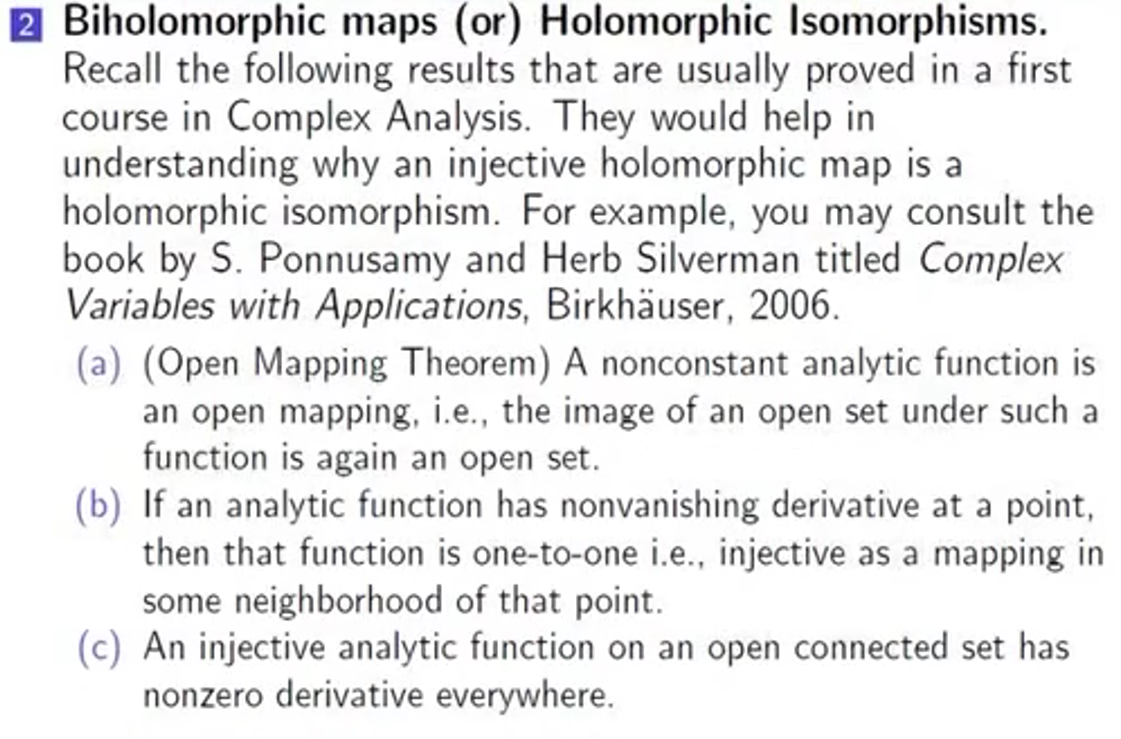 2 Biholomorphic maps (or) Holomorphic Isomorphisms.
Recall the following results that are usually proved in a first
course in Complex Analysis. They would help in
understanding why an injective holomorphic map is a
holomorphic isomorphism. For example, you may consult the
book by S. Ponnusamy and Herb Silverman titled Complex
Variables with Applications, Birkhäuser, 2006.
(a) (Open Mapping Theorem) A nonconstant analytic function is
an open mapping, i.e., the image of an open set under such a
function is again an open set.
(b) If an analytic function has nonvanishing derivative at a point,
then that function is one-to-one i.e., injective as a mapping in
some neighborhood of that point.
(c) An injective analytic function on an open connected set has
nonzero derivative everywhere.